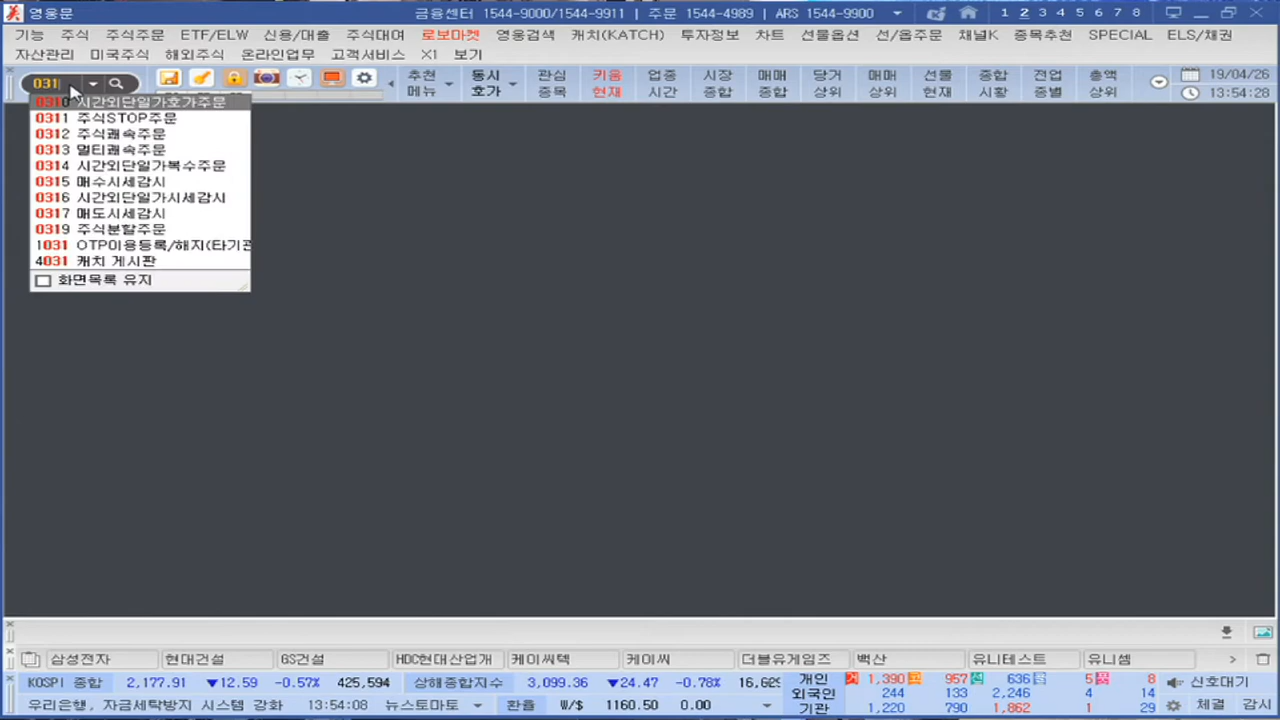 영웅문 금융센터 1544-9000/1544-9911 | 주문 1544-4989 | ARS 1544-9900 1 2 3 4 5 6 7 8
기능 주식 주식주문 ETF/ELW 신용/대출 주식대여 로보마켓 영웅검색 캐치(KATCH) 투자정보 차트 선물옵션 선/옵주문 채널K 종목추천 SPECIAL ELS/채권
자산관리 미국주식 해외주식 온라인업무 고객서비스 X1 보기
031
추천 동시 관심 키움 업종 시장 매매 당거 매매 선물 종합 전업 총액 19/04/26
메뉴 호가 종목 현재 시간 종합 종합 상위 상위 현재 시황 종별 상위 13:54:28
0310 시간외단일가호가주문
0311 주식STOP주문
0312 주식쾌속주문
0313 멀티쾌속주문
0314 시간외단일가복수주문
0315 매수시세감시
0316 시간외단일가시세감시
0317 매도시세감시
0319 주식분할주문
1031 OTP이용등록/해지(타기관
4031 캐치 게시판
화면목록 유지
삼성전자 현대건설 GS건설 HDC현대산업개 케이씨텍 케이씨 더블유게임즈 백산 유니테스트 유니셈
KOSPI 종합 2,177.91 ▼12.59 -0.57% 425,594 상해종합지수 3,099.36 ▼24.47 -0.78% 16,629
개인 1,390 957 636 5 8 신호대기
외국인 244 133 2,246 4 14
기관 1,220 790 1,862 1 29 체결 감시
우리은행, 자금세탁방지 시스템 강화 13:54:08 뉴스토마토 환율 W/$ 1160.50 0.00